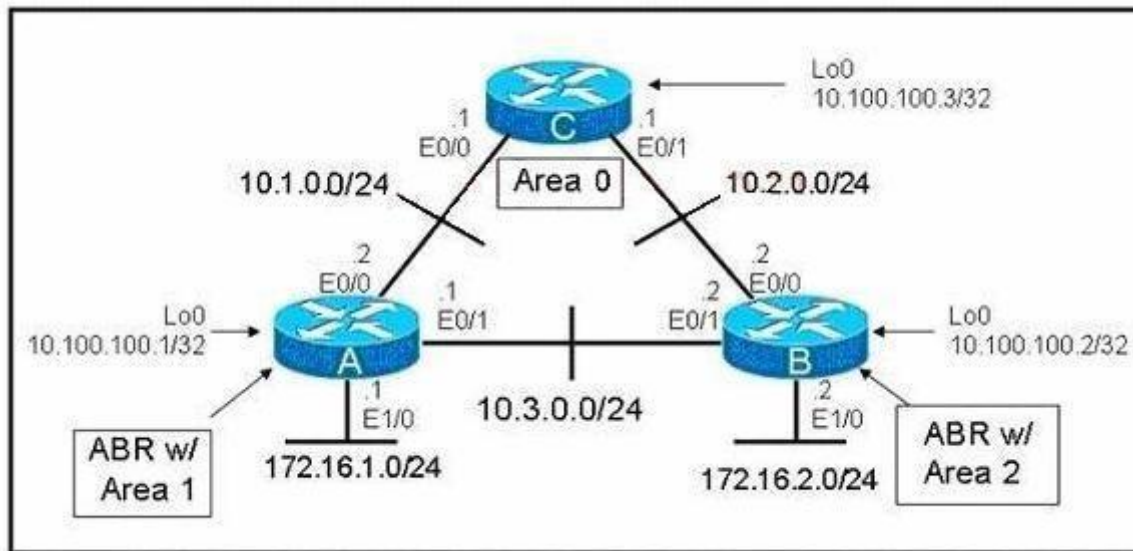 Lo0
10.100.100.3/32
.1
E0/0
C
.1
E0/1
Area 0
10.1.0.0/24
10.2.0.0/24
.2
E0/0
.1
E0/1
.2
E0/0
.2
E0/1
Lo0
10.100.100.1/32
A
B
Lo0
10.100.100.2/32
10.3.0.0/24
.1
E1/0
.2
E1/0
ABR w/
Area 1
172.16.1.0/24
172.16.2.0/24
ABR w/
Area 2